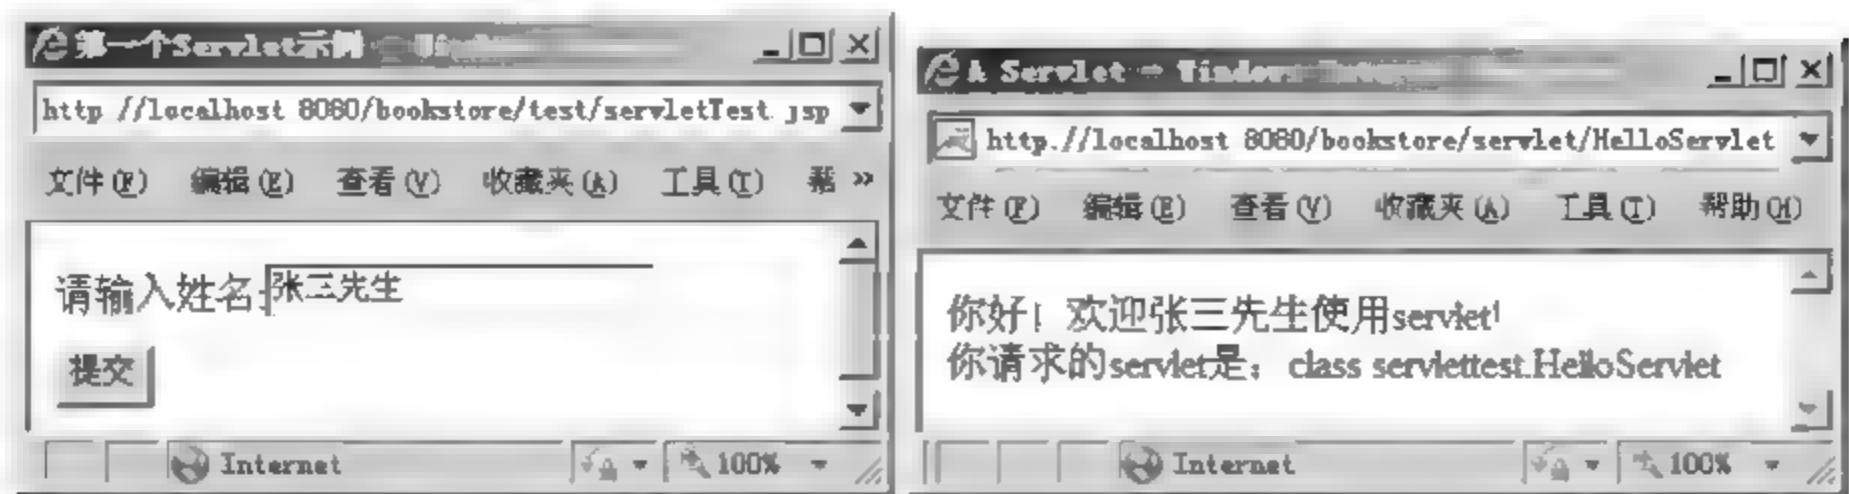 第一个Servlet示例
http //localhost 8080/bookstore/test/servletTest.jsp
文件(F) 编辑(E) 查看(V) 收藏夹(A) 工具(T) 帮 »
请输入姓名:张三先生
提交
Internet 100%
A Servlet - Windows
http://localhost 8080/bookstore/servlet/HelloServlet
文件(F) 编辑(E) 查看(V) 收藏夹(A) 工具(T) 帮助(H)
你好! 欢迎张三先生使用servlet!
你请求的servlet是: class servlettest.HelloServlet
Internet 100%